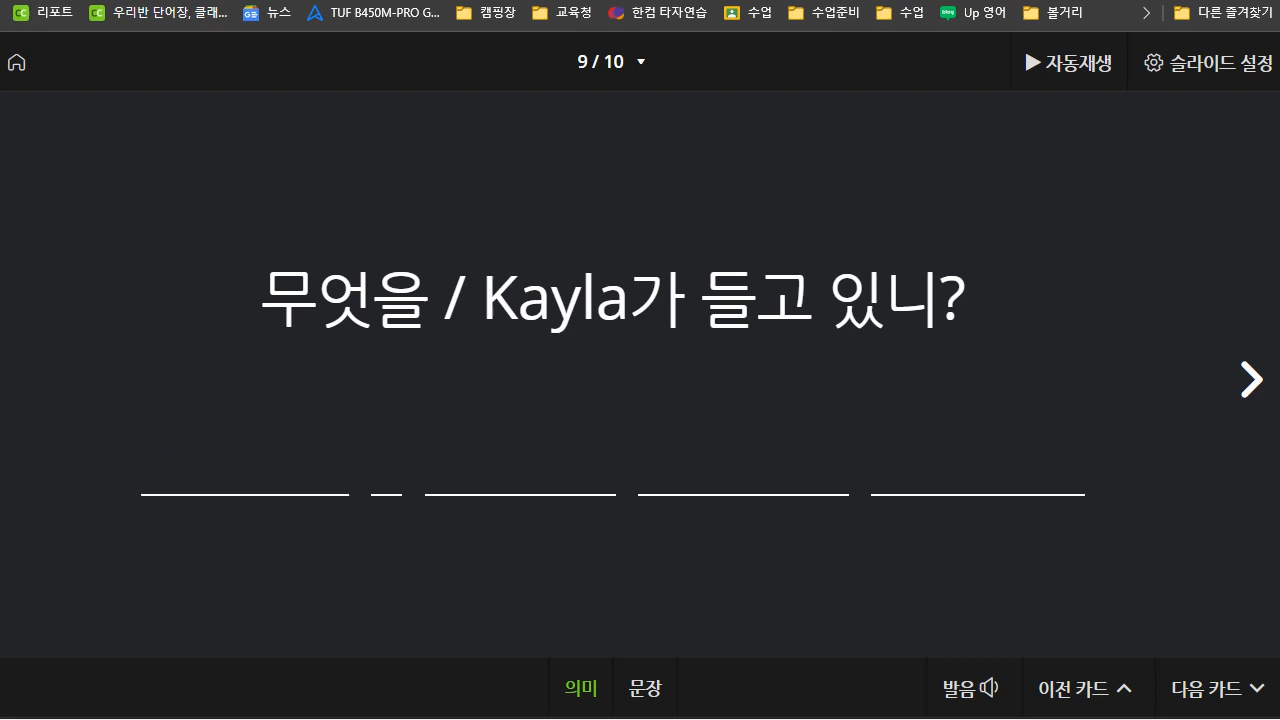 리포트 우리반 단어장, 클래... 뉴스 TUF B450M-PRO G... 캠핑장 교육청 한컴 타자연습 수업 수업준비 수업 Up 영어 볼거리 다른 즐겨찾기
9 / 10 자동재생 슬라이드 설정
무엇을 / Kayla가 들고 있니?
의미 문장 발음 이전 카드 다음 카드